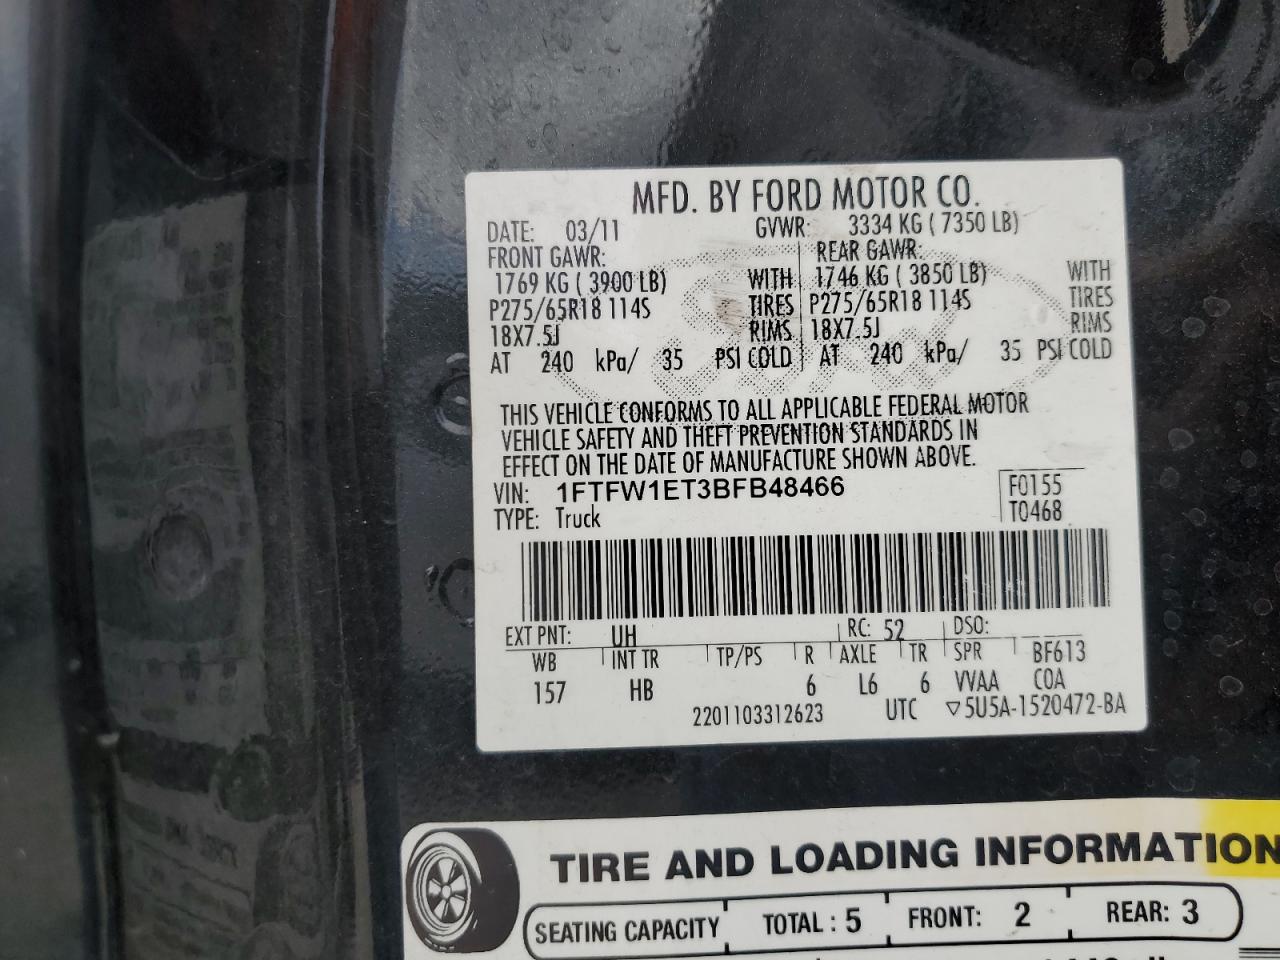 MFD. BY FORD MOTOR CO.
DATE: 03/11 GVWR: 3334 KG ( 7350 LB)
FRONT GAWR: REAR GAWR:
1769 KG ( 3900 LB) WITH 1746 KG ( 3850 LB) WITH
P275/65R18 114S TIRES P275/65R18 114S TIRES
18X7.5J RIMS 18X7.5J RIMS
AT 240 kPa/ 35 PSI COLD AT 240 kPa/ 35 PSI COLD
THIS VEHICLE CONFORMS TO ALL APPLICABLE FEDERAL MOTOR
VEHICLE SAFETY AND THEFT PREVENTION STANDARDS IN
EFFECT ON THE DATE OF MANUFACTURE SHOWN ABOVE.
VIN: 1FTFW1ET3BFB48466 F0155
TYPE: Truck T0468
EXT PNT: UH RC: 52 DSO:
WB INT TR TP/PS R AXLE TR SPR BF613
157 HB 6 L6 6 VVAA COA
2201103312623 UTC ▽5U5A-1520472-BA
TIRE AND LOADING INFORMATION
SEATING CAPACITY TOTAL : 5 FRONT: 2 REAR: 3